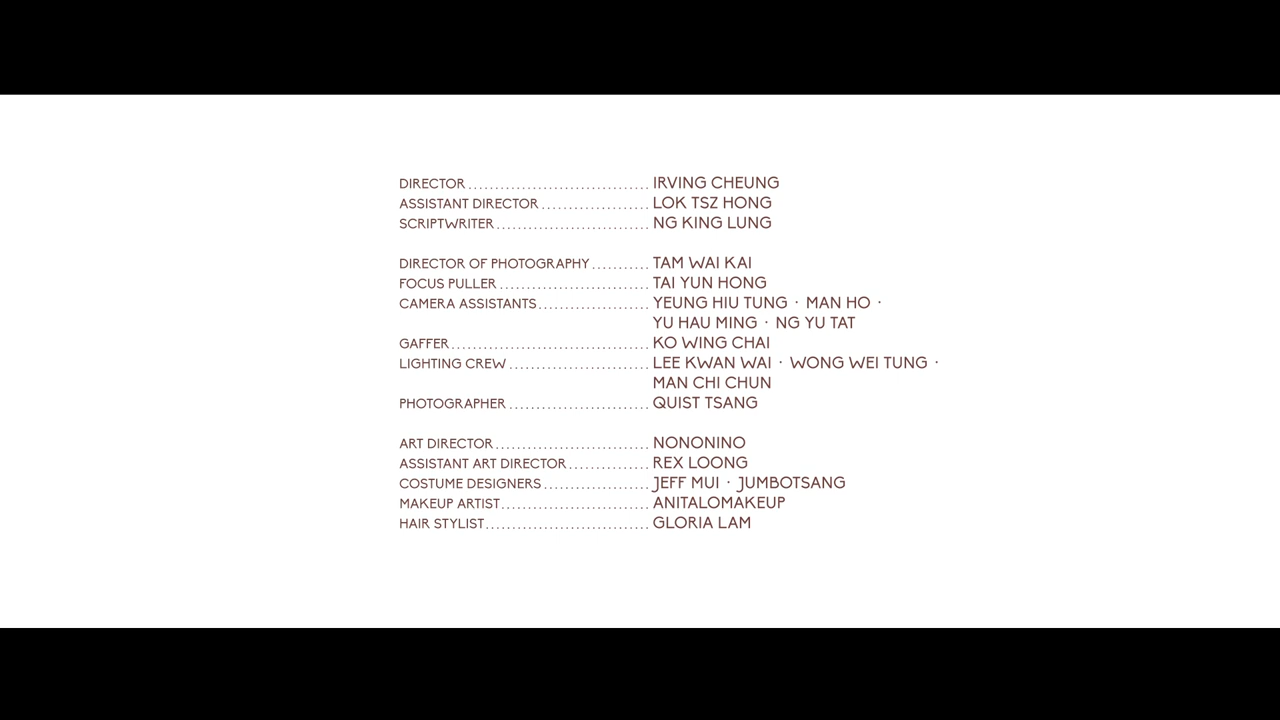 DIRECTOR .................................. IRVING CHEUNG
ASSISTANT DIRECTOR .................... LOK TSZ HONG
SCRIPTWRITER ............................. NG KING LUNG
DIRECTOR OF PHOTOGRAPHY ........... TAM WAI KAI
FOCUS PULLER ............................ TAI YUN HONG
CAMERA ASSISTANTS ..................... YEUNG HIU TUNG · MAN HO ·
YU HAU MING · NG YU TAT
GAFFER ..................................... KO WING CHAI
LIGHTING CREW .......................... LEE KWAN WAI · WONG WEI TUNG ·
MAN CHI CHUN
PHOTOGRAPHER .......................... QUIST TSANG
ART DIRECTOR ............................. NONONINO
ASSISTANT ART DIRECTOR ............... REX LOONG
COSTUME DESIGNERS .................... JEFF MUI · JUMBOTSANG
MAKEUP ARTIST ............................ ANITALOMAKEUP
HAIR STYLIST ............................... GLORIA LAM